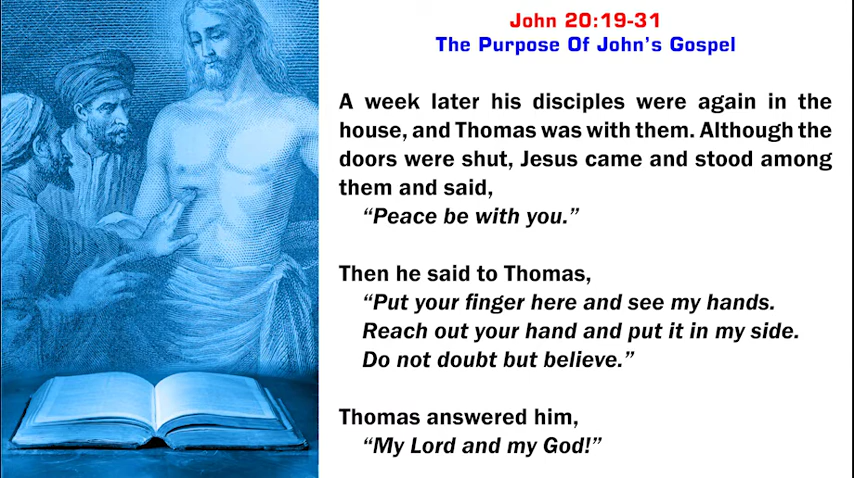 John 20:19-31
The Purpose Of John's Gospel
A week later his disciples were again in the
house, and Thomas was with them. Although the
doors were shut, Jesus came and stood among
them and said,
“Peace be with you.”
Then he said to Thomas,
“Put your finger here and see my hands.
Reach out your hand and put it in my side.
Do not doubt but believe.”
Thomas answered him,
“My Lord and my God!”